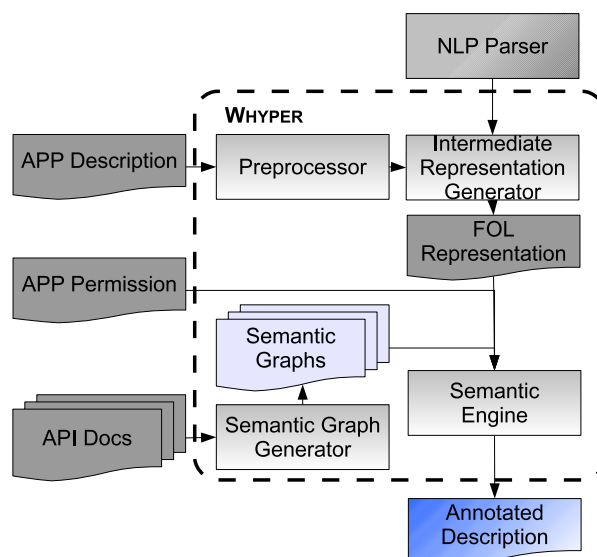 NLP Parser
WHYPER
APP Description
Preprocessor
Intermediate
Representation
Generator
FOL
Representation
APP Permission
Semantic
Graphs
Semantic
Engine
API Docs
Semantic Graph
Generator
Annotated
Description